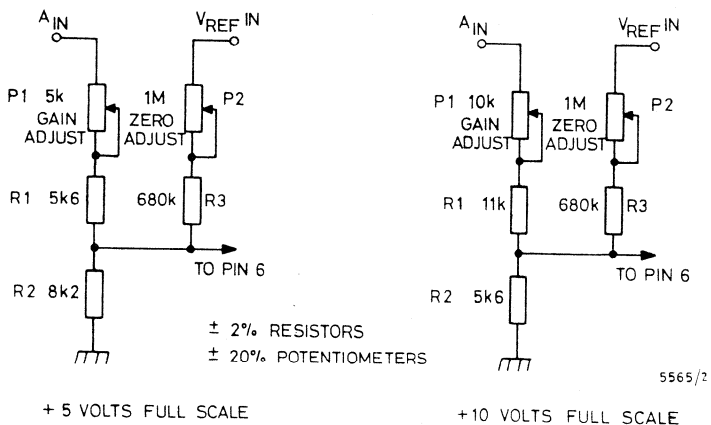 A IN
VREF IN
P1 5k
GAIN
ADJUST
1M
ZERO
ADJUST
P2
R1 5k6
680k R3
TO PIN 6
R2 8k2
± 2% RESISTORS
± 20% POTENTIOMETERS
+ 5 VOLTS FULL SCALE
A IN
VREF IN
P1 10k
GAIN
ADJUST
1M
ZERO
ADJUST
P2
R1 11k
680k R3
TO PIN 6
R2 5k6
5565/2
+10 VOLTS FULL SCALE